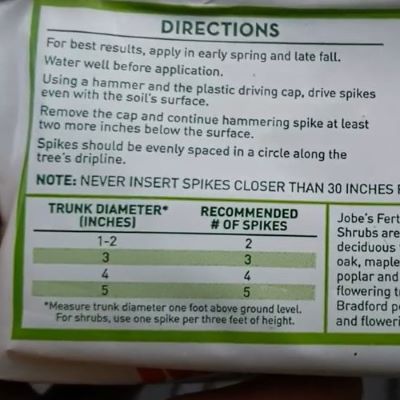 DIRECTIONS
For best results, apply in early spring and late fall.
Water well before application.
Using a hammer and the plastic driving cap, drive spikes
even with the soil's surface.
Remove the cap and continue hammering spike at least
two more inches below the surface.
Spikes should be evenly spaced in a circle along the
tree's dripline.
NOTE: NEVER INSERT SPIKES CLOSER THAN 30 INCHES
TRUNK DIAMETER* RECOMMENDED
(INCHES) # OF SPIKES
1-2 2
3 3
4 4
5 5
*Measure trunk diameter one foot above ground level.
For shrubs, use one spike per three feet of height.
Jobe's Fert
Shrubs are
deciduous
oak, maple
poplar and
flowering t
Bradford p
and floweri